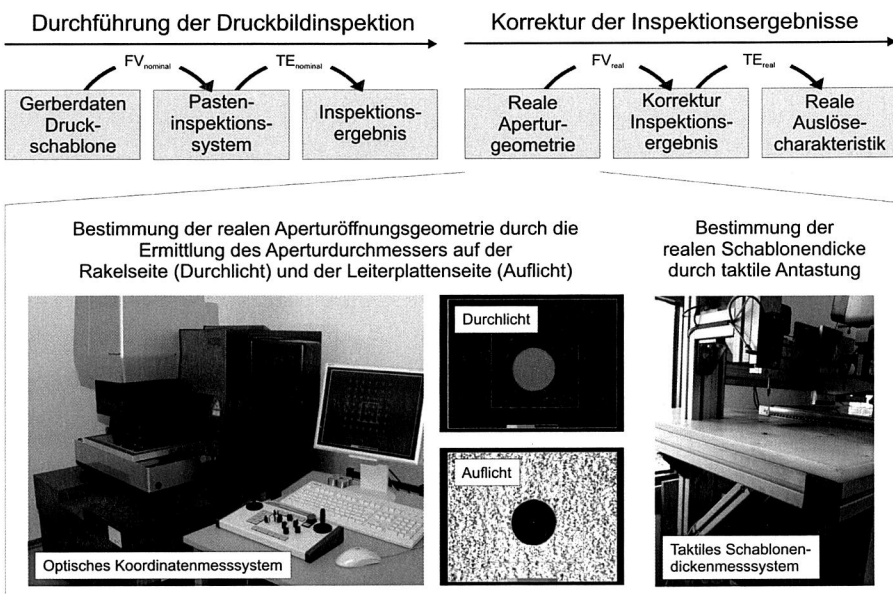 Durchführung der Druckbildinspektion
Korrektur der Inspektionsergebnisse
FVnominal
TEnominal
FVreal
TEreal
Gerberdaten
Druck-
schablone
Pasten-
inspektions-
system
Inspektions-
ergebnis
Reale
Apertur-
geometrie
Korrektur
Inspektions-
ergebnis
Reale
Auslöse-
charakteristik
Bestimmung der realen Aperturöffnungsgeometrie durch die
Ermittlung des Aperturdurchmessers auf der
Rakelseite (Durchlicht) und der Leiterplattenseite (Auflicht)
Bestimmung der
realen Schablonendicke
durch taktile Antastung
Durchlicht
Auflicht
Optisches Koordinatenmesssystem
Taktiles Schablonen-
dickenmesssystem